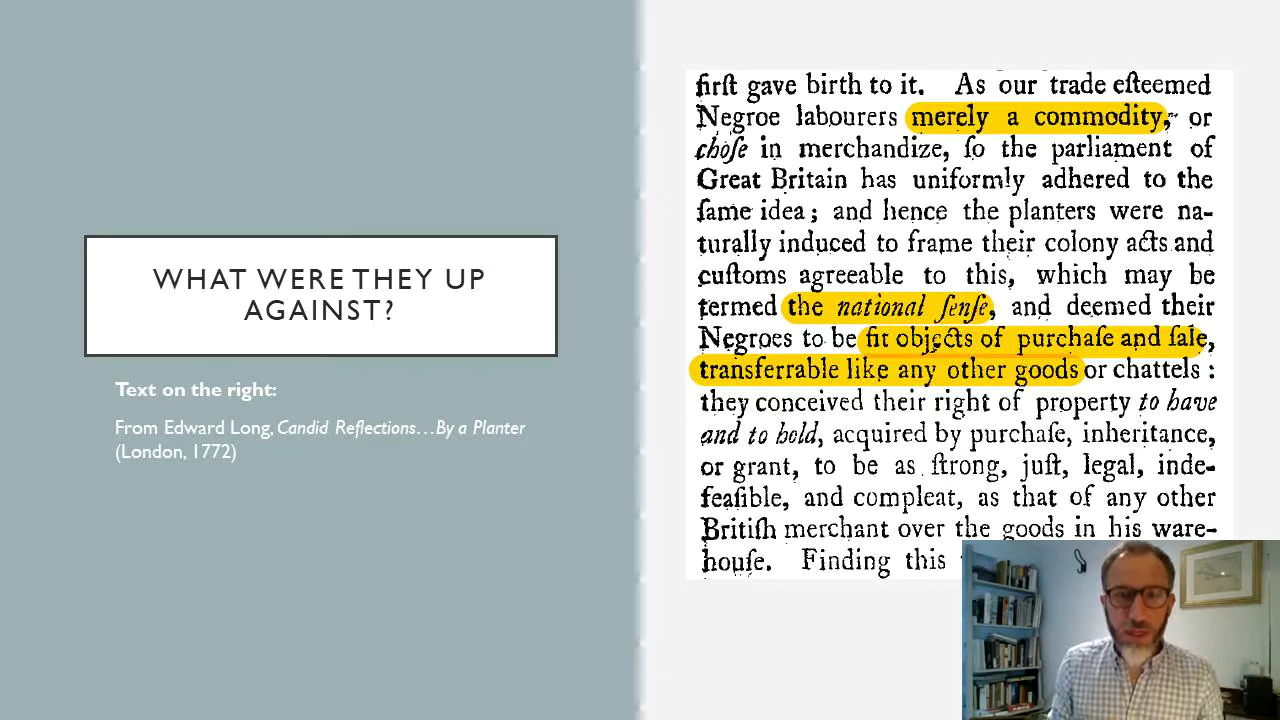 WHAT WERE THEY UP
AGAINST?
Text on the right:
From Edward Long, Candid Reflections…By a Planter
(London, 1772)
firſt gave birth to it. As our trade eſteemed
Negroe labourers merely a commodity, or
choſe in merchandize, ſo the parliament of
Great Britain has uniformly adhered to the
ſame idea; and hence the planters were na-
turally induced to frame their colony acts and
cuſtoms agreeable to this, which may be
termed the national ſenſe, and deemed their
Negroes to be fit objects of purchaſe and ſale,
transferrable like any other goods or chattels :
they conceived their right of property to have
and to hold, acquired by purchaſe, inheritance,
or grant, to be as ſtrong, juſt, legal, inde-
feaſible, and compleat, as that of any other
Britiſh merchant over the goods in his ware-
houſe. Finding this